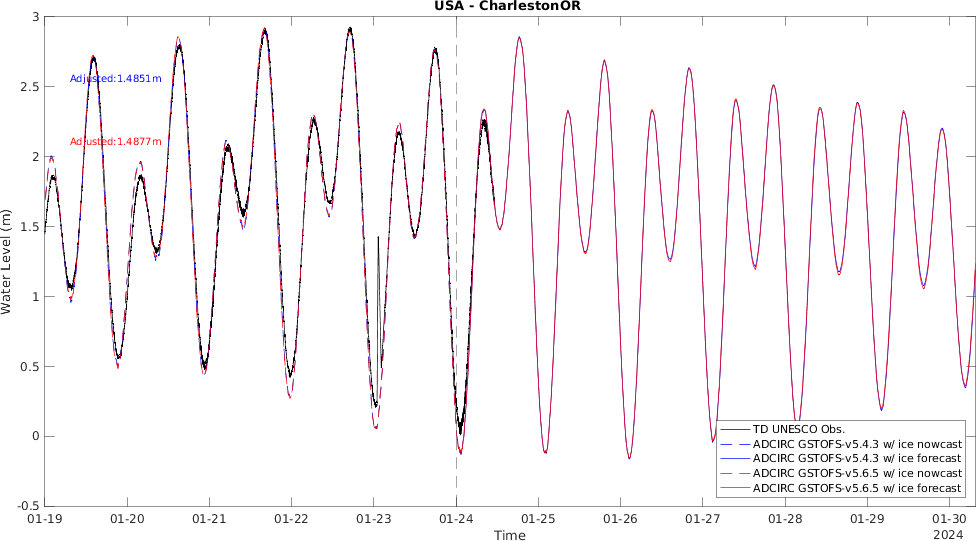 USA - CharlestonOR
3
2.5
2
1.5
1
0.5
0
-0.5
Water Level (m)
Adjusted:1.4851m
Adjusted:1.4877m
TD UNESCO Obs.
ADCIRC GSTOFS-v5.4.3 w/ ice nowcast
ADCIRC GSTOFS-v5.4.3 w/ ice forecast
ADCIRC GSTOFS-v5.6.5 w/ ice nowcast
ADCIRC GSTOFS-v5.6.5 w/ ice forecast
01-19 01-20 01-21 01-22 01-23 01-24 01-25 01-26 01-27 01-28 01-29 01-30
Time
2024